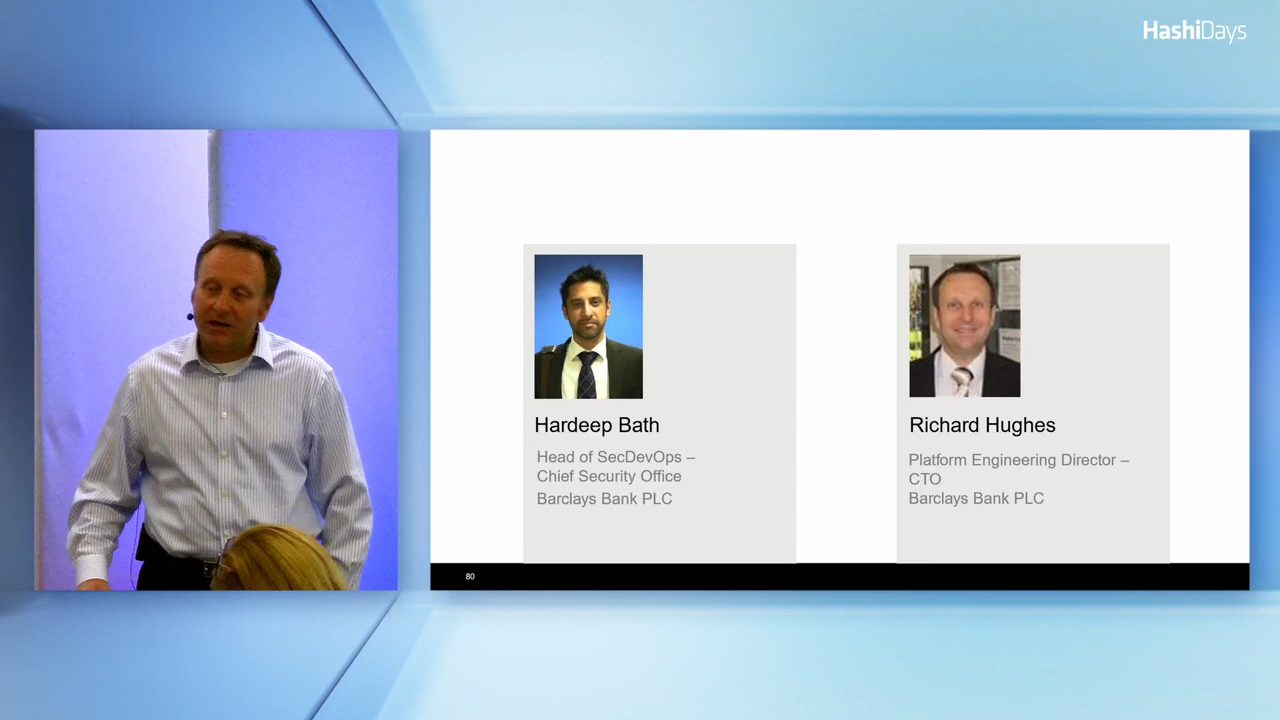 HashiDays
Hardeep Bath
Head of SecDevOps –
Chief Security Office
Barclays Bank PLC
Richard Hughes
Platform Engineering Director –
CTO
Barclays Bank PLC
80